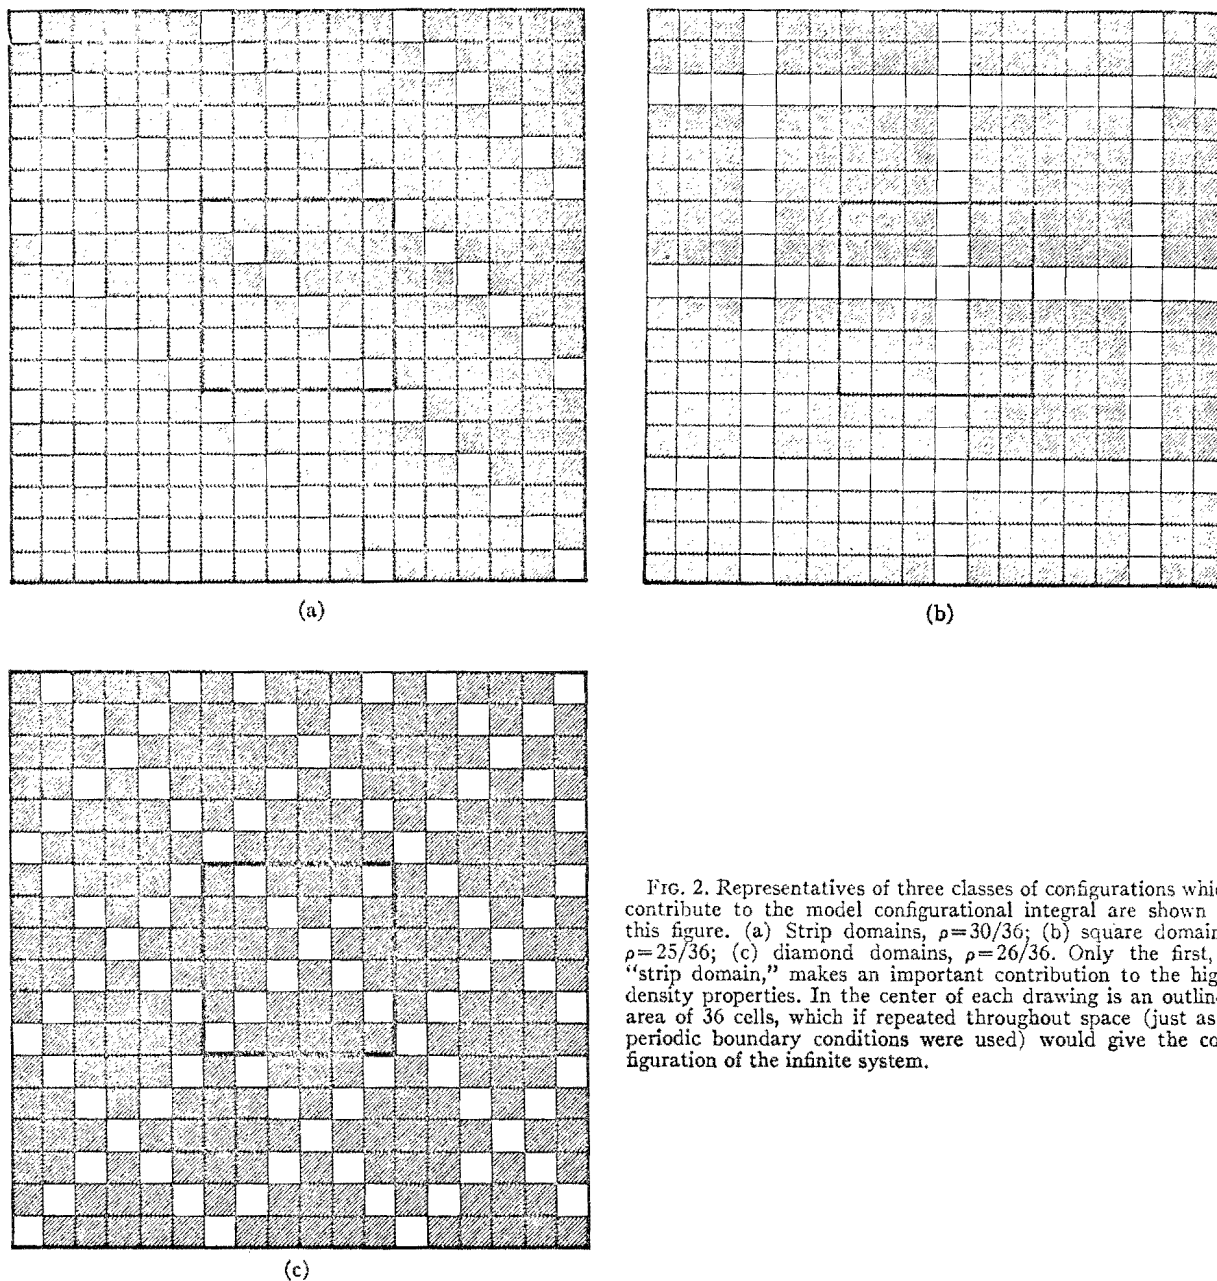 (a)
(b)
(c)
FIG. 2. Representatives of three classes of configurations whic
contribute to the model configurational integral are shown
this figure. (a) Strip domains, ρ=30/36; (b) square domain
ρ=25/36; (c) diamond domains, ρ=26/36. Only the first,
“strip domain,” makes an important contribution to the hig
density properties. In the center of each drawing is an outlin
area of 36 cells, which if repeated throughout space (just as
periodic boundary conditions were used) would give the co
figuration of the infinite system.